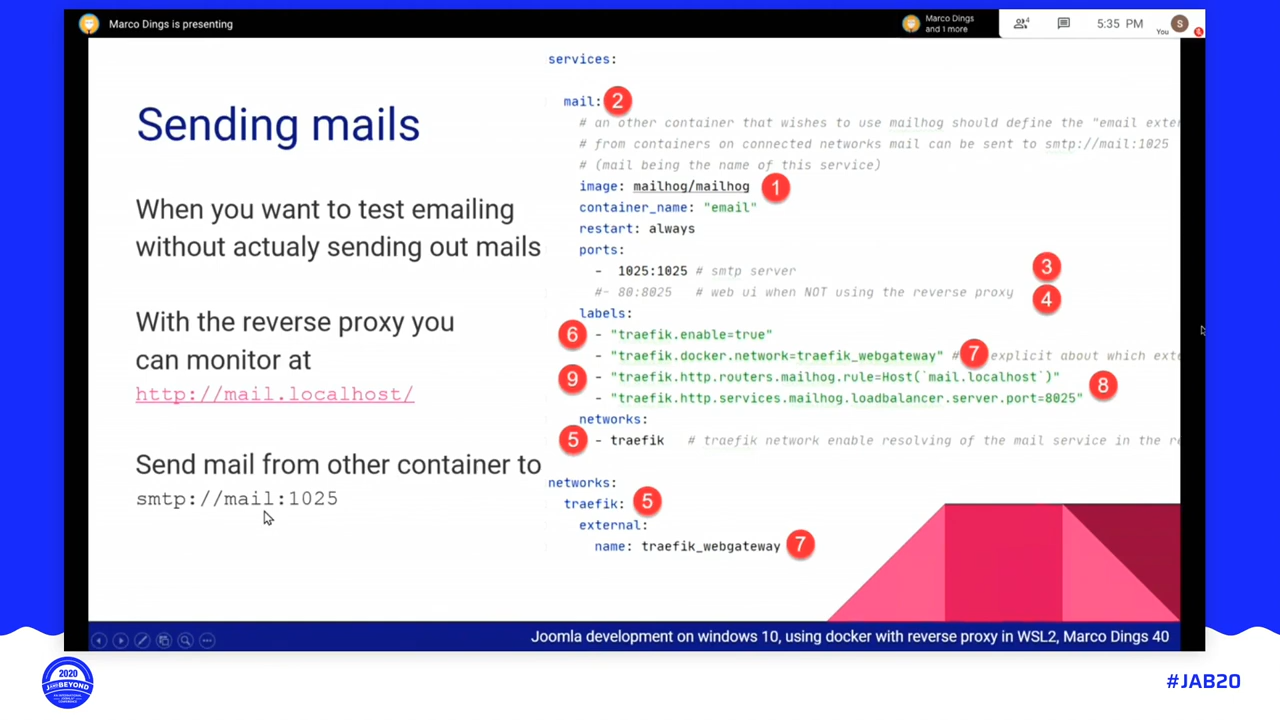 Marco Dings is presenting
Marco Dings
and 1 more
4
5:35 PM
You
S
Sending mails
When you want to test emailing
without actualy sending out mails
With the reverse proxy you
can monitor at
http://mail.localhost/
Send mail from other container to
smtp://mail:1025
services:
mail: 2
# an other container that wishes to use mailhog should define the "email exter
# from containers on connected networks mail can be sent to smtp://mail:1025
# (mail being the name of this service)
image: mailhog/mailhog 1
container_name: "email"
restart: always
ports:
- 1025:1025 # smtp server 3
#- 80:8025 # web ui when NOT using the reverse proxy 4
labels:
6 - "traefik.enable=true"
- "traefik.docker.network=traefik_webgateway" # 7 explicit about which exte
9 - "traefik.http.routers.mailhog.rule=Host(`mail.localhost`)"
- "traefik.http.services.mailhog.loadbalancer.server.port=8025" 8
networks:
5 - traefik # traefik network enable resolving of the mail service in the re
networks:
traefik: 5
external:
name: traefik_webgateway 7
Joomla development on windows 10, using docker with reverse proxy in WSL2, Marco Dings 40
2020
JANDBEYOND
#JAB20